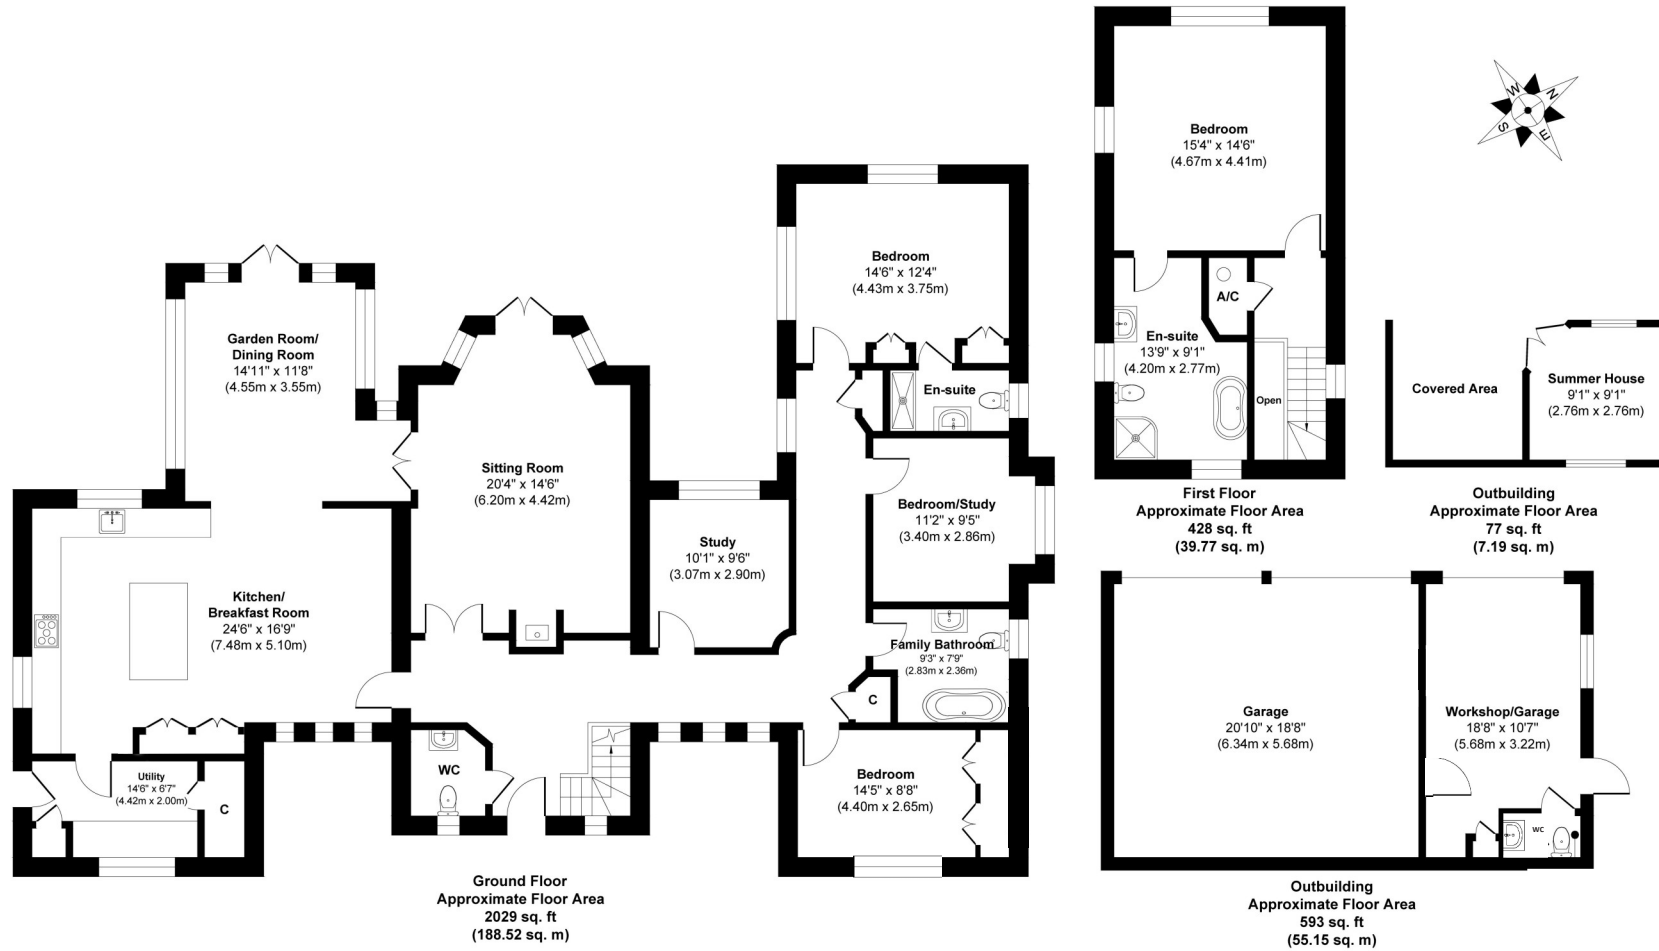 Garden Room/
Dining Room
14'11" x 11'8"
(4.55m x 3.55m)
Sitting Room
20'4" x 14'6"
(6.20m x 4.42m)
Kitchen/
Breakfast Room
24'6" x 16'9"
(7.48m x 5.10m)
Utility
14'6" x 6'7"
(4.42m x 2.00m)
C
WC
Study
10'1" x 9'6"
(3.07m x 2.90m)
Bedroom
14'6" x 12'4"
(4.43m x 3.75m)
En-suite
Bedroom/Study
11'2" x 9'5"
(3.40m x 2.86m)
Family Bathroom
9'3" x 7'9"
(2.83m x 2.36m)
C
Bedroom
14'5" x 8'8"
(4.40m x 2.65m)
Ground Floor
Approximate Floor Area
2029 sq. ft
(188.52 sq. m)
Bedroom
15'4" x 14'6"
(4.67m x 4.41m)
A/C
En-suite
13'9" x 9'1"
(4.20m x 2.77m)
Open
First Floor
Approximate Floor Area
428 sq. ft
(39.77 sq. m)
W
N
S
E
Covered Area
Summer House
9'1" x 9'1"
(2.76m x 2.76m)
Outbuilding
Approximate Floor Area
77 sq. ft
(7.19 sq. m)
Garage
20'10" x 18'8"
(6.34m x 5.68m)
Workshop/Garage
18'8" x 10'7"
(5.68m x 3.22m)
WC
Outbuilding
Approximate Floor Area
593 sq. ft
(55.15 sq. m)